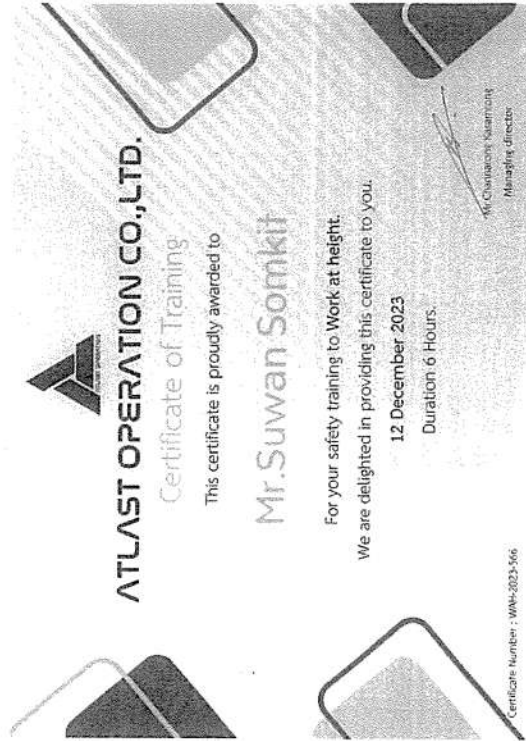 ATLAST OPERATION CO.,LTD.
Certificate of Training
This certificate is proudly awarded to
Mr.Suwan Somkit
For your safety training to Work at height.
We are delighted in providing this certificate to you.
12 December 2023
Duration 6 Hours.
Managing director
Certificate Number : WAH-2023-566